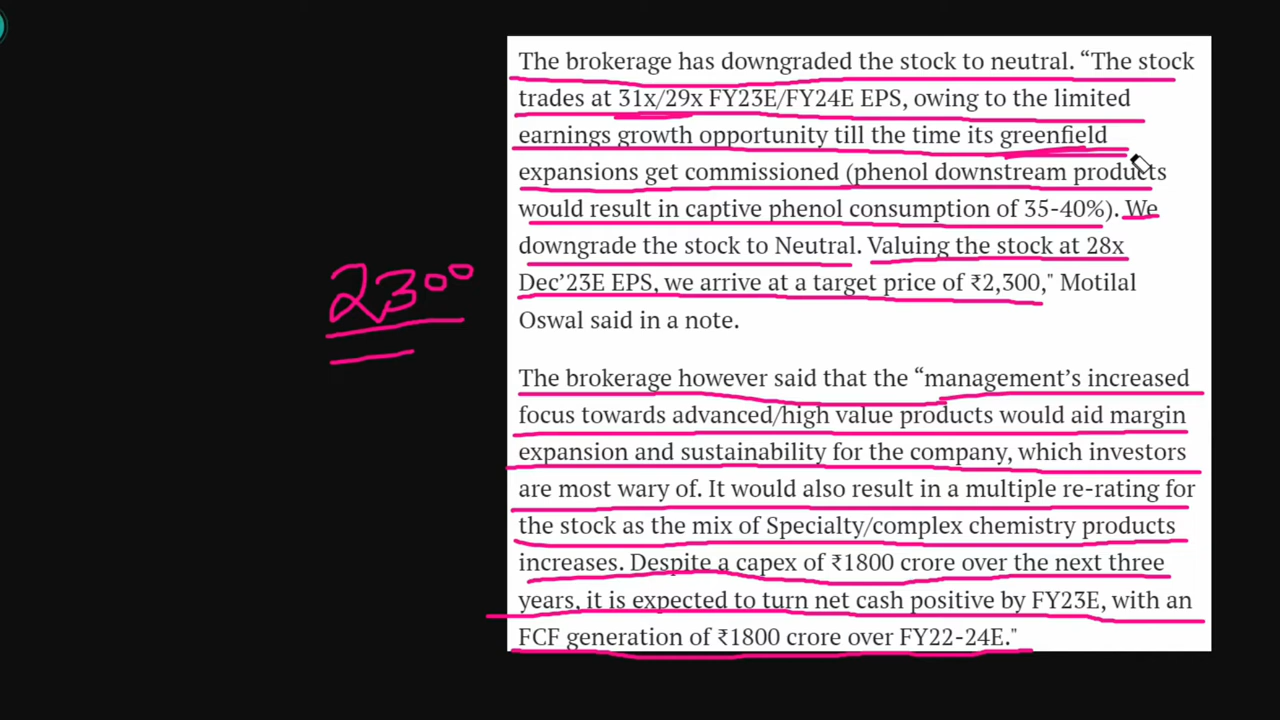 The brokerage has downgraded the stock to neutral. “The stock
trades at 31x/29x FY23E/FY24E EPS, owing to the limited
earnings growth opportunity till the time its greenfield
expansions get commissioned (phenol downstream products
would result in captive phenol consumption of 35-40%). We
downgrade the stock to Neutral. Valuing the stock at 28x
Dec’23E EPS, we arrive at a target price of ₹2,300," Motilal
Oswal said in a note.
2300
The brokerage however said that the “management’s increased
focus towards advanced/high value products would aid margin
expansion and sustainability for the company, which investors
are most wary of. It would also result in a multiple re-rating for
the stock as the mix of Specialty/complex chemistry products
increases. Despite a capex of ₹1800 crore over the next three
years, it is expected to turn net cash positive by FY23E, with an
FCF generation of ₹1800 crore over FY22-24E."